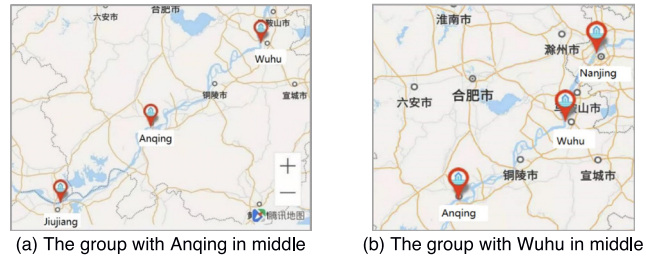 六安市
合肥市
鞍山市
Wuhu
铜陵市
宣城市
Anqing
Jiujiang
腾讯地图
(a) The group with Anqing in middle
淮南市
滁州市
Nanjing
六安市
合肥市
鞍山市
Wuhu
铜陵市
宣城市
Anqing
(b) The group with Wuhu in middle